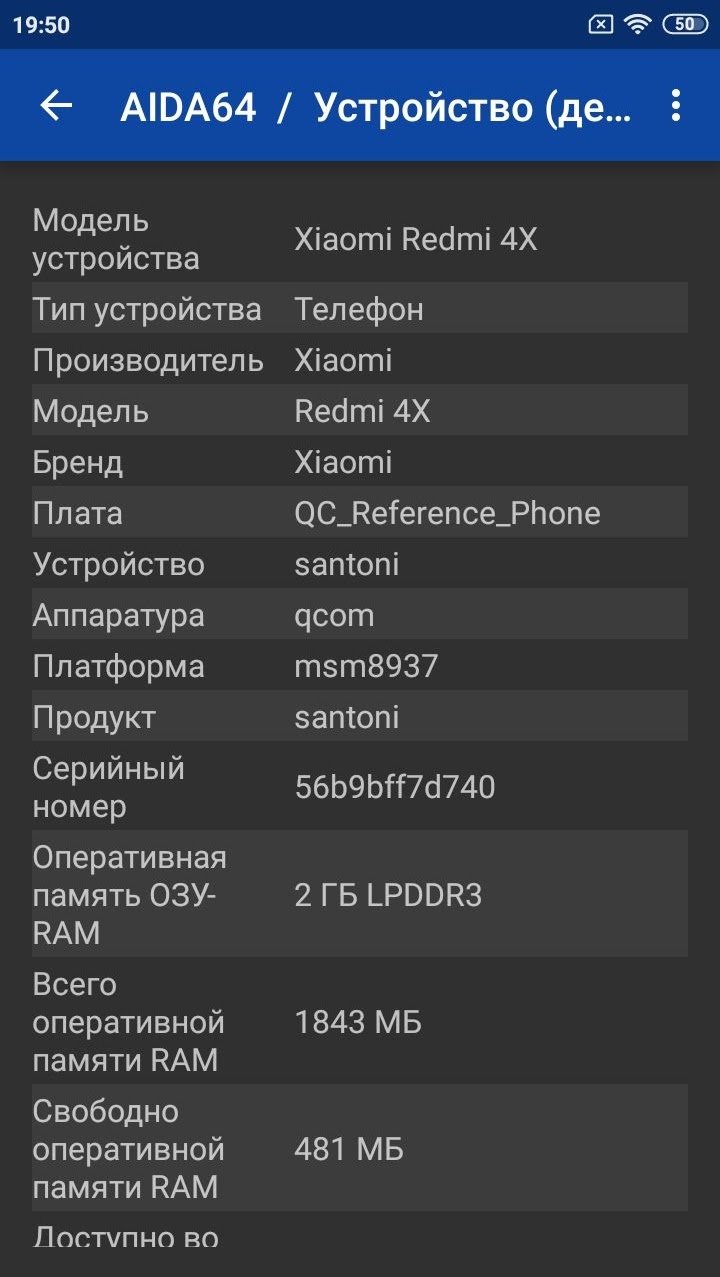 19:50
50
AIDA64 / Устройство (де...
Модель
устройства
Xiaomi Redmi 4X
Тип устройства Телефон
Производитель Xiaomi
Модель Redmi 4X
Бренд Xiaomi
Плата QC_Reference_Phone
Устройство santoni
Аппаратура qcom
Платформа msm8937
Продукт santoni
Серийный
номер
56b9bff7d740
Оперативная
память ОЗУ-
RAM
2 ГБ LPDDR3
Всего
оперативной
памяти RAM
1843 МБ
Свободно
оперативной
памяти RAM
481 МБ
Доступно во